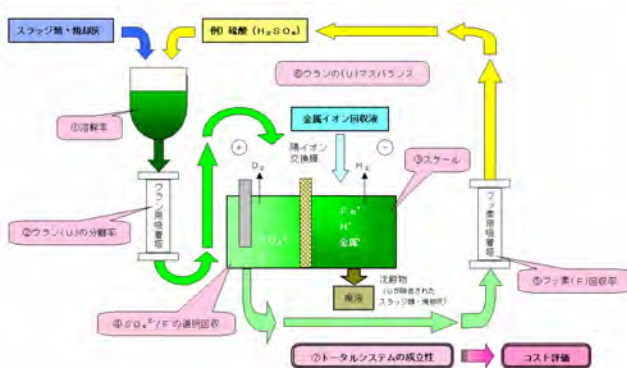 スラッジ類・焼却灰
例）硫酸（H₂SO₄）
⑥ウランの(U)マスバランス
①溶解率
金属イオン回収液
＋
陽イオン
交換膜
－
O₂
H₂
③スケール
ウラン用吸着塔
②ウラン(U)の分離率
Fe⁺
H⁺
金属⁺
フッ素用吸着塔
⑤フッ素(F)回収率
沈殿物
(Uが除去された
スラッジ類・焼却灰)
廃液
④SO₄²⁻/Fの選択回収
⑦トータルシステムの成立性
コスト評価